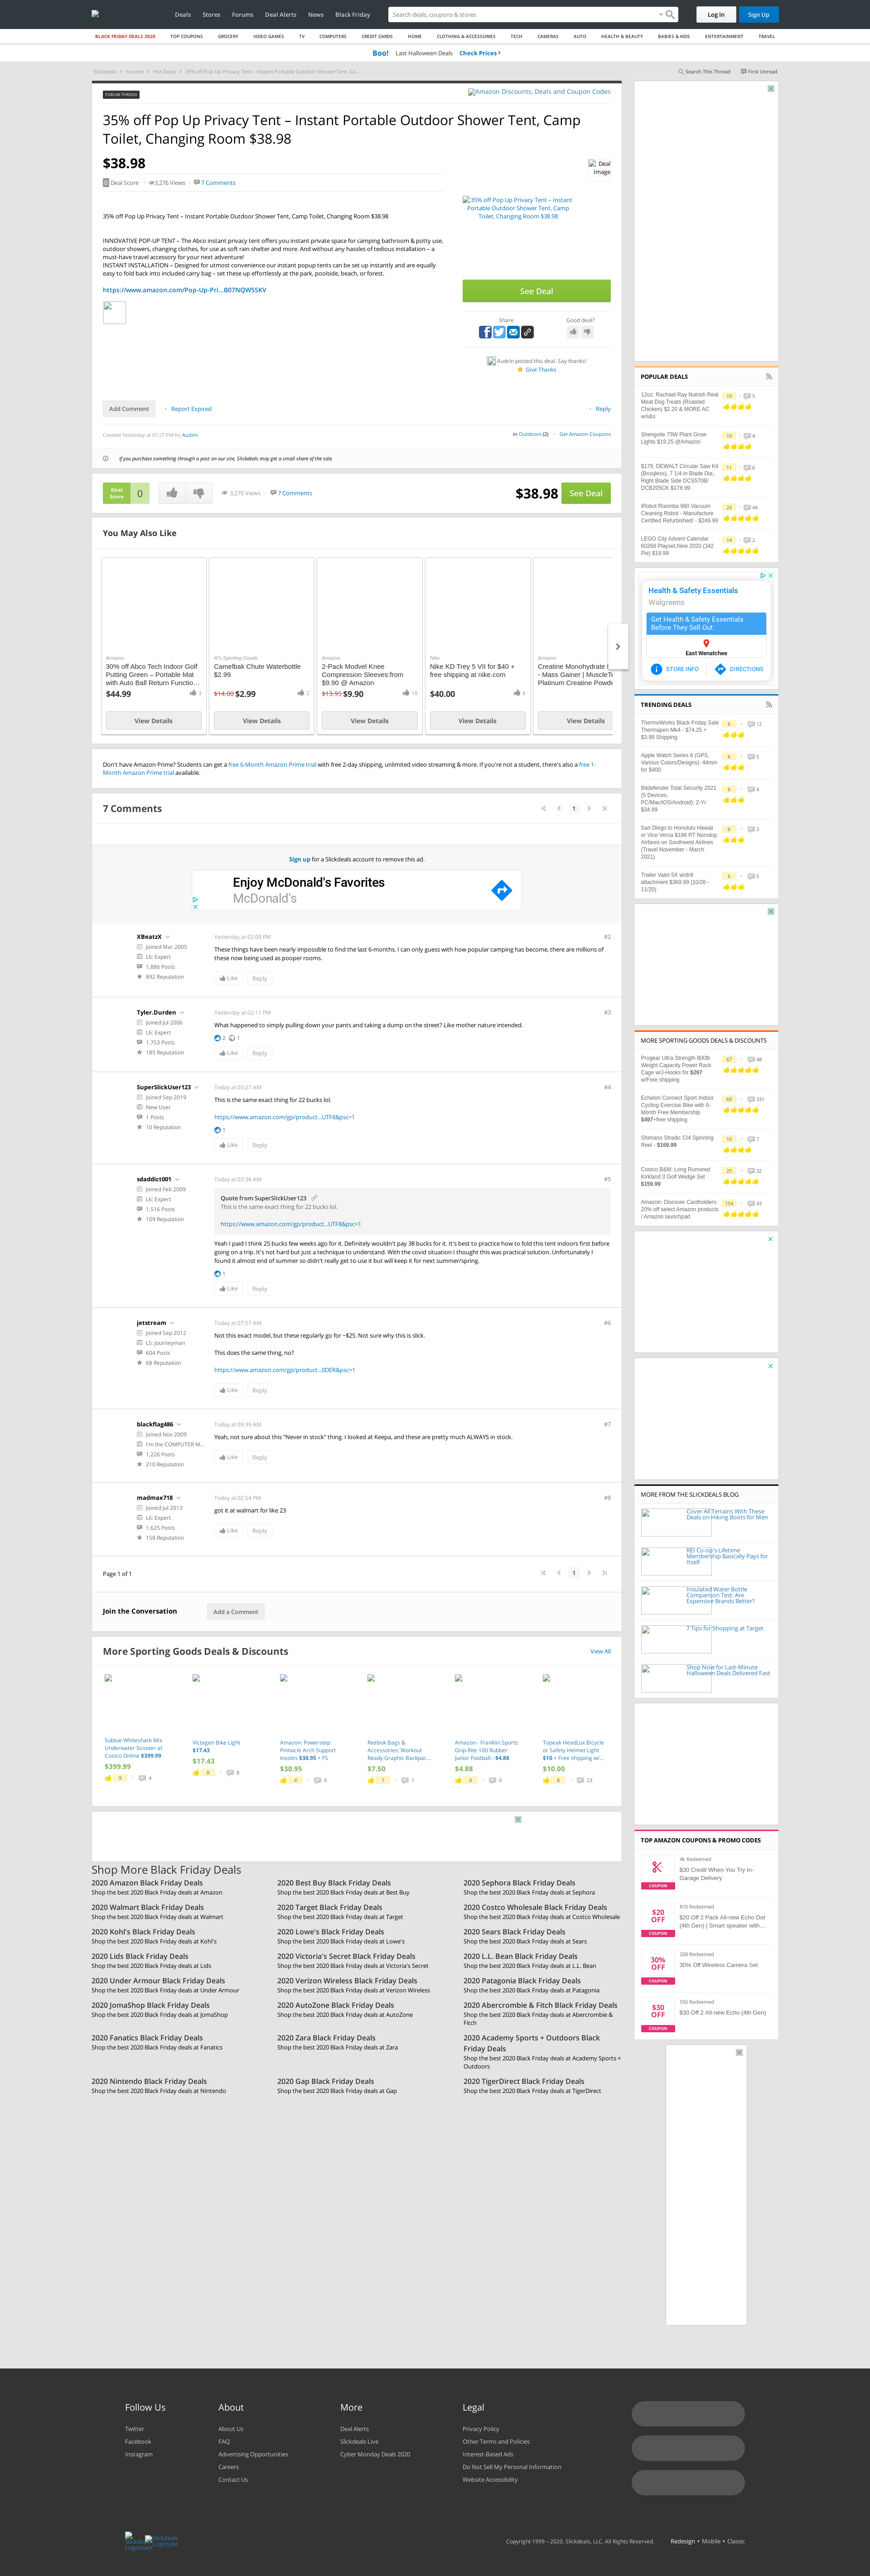 Deals Stores Forums Deal Alerts News Black Friday
Search deals, coupons & stores
Log In Sign Up
BLACK FRIDAY DEALS 2020 TOP COUPONS GROCERY VIDEO GAMES TV COMPUTERS CREDIT CARDS HOME CLOTHING & ACCESSORIES TECH CAMERAS AUTO HEALTH & BEAUTY BABIES & KIDS ENTERTAINMENT TRAVEL
Boo! Last Halloween Deals Check Prices
Slickdeals > Forums > Hot Deals > 35% off Pop Up Privacy Tent – Instant Portable Outdoor Shower Tent, Ca...
Search This Thread First Unread
FORUM THREAD
Amazon Discounts, Deals and Coupon Codes
35% off Pop Up Privacy Tent – Instant Portable Outdoor Shower Tent, Camp
Toilet, Changing Room $38.98
$38.98
Deal Image
0 Deal Score 3,276 Views 7 Comments
35% off Pop Up Privacy Tent – Instant Portable Outdoor Shower Tent, Camp Toilet, Changing Room $38.98
35% off Pop Up Privacy Tent – Instant Portable Outdoor Shower Tent, Camp Toilet, Changing Room $38.98
INNOVATIVE POP-UP TENT – The Abco instant privacy tent offers you instant private space for camping bathroom & potty use,
outdoor showers, changing clothes, for use as soft rain shelter and more. And without any hassles of tedious installation – a
must-have travel accessory for your next adventure!
INSTANT INSTALLATION – Designed for utmost convenience our instant popup tents can be set up instantly and are equally
easy to fold back into included carry bag – set these up effortlessly at the park, poolside, beach, or forest.
https://www.amazon.com/Pop-Up-Pri...B07NQW55KV
See Deal
Share Good deal?
Audrin posted this deal. Say thanks!
Give Thanks
Add Comment Report Expired Reply
Created Yesterday at 01:27 PM by Audrin
in Outdoors (2) Get Amazon Coupons
If you purchase something through a post on our site, Slickdeals may get a small share of the sale.
Deal Score 0 3,276 Views 7 Comments $38.98 See Deal
You May Also Like
Amazon
30% off Abco Tech Indoor Golf
Putting Green – Portable Mat
with Auto Ball Return Functio...
$44.99 3
View Details
Al's Sporting Goods
Camelbak Chute Waterbottle
$2.99
$14.00 $2.99 2
View Details
Amazon
2-Pack Modvel Knee
Compression Sleeves:from
$9.90 @ Amazon
$13.95 $9.90 18
View Details
Nike
Nike KD Trey 5 VII for $40 +
free shipping at nike.com
$40.00 8
View Details
Amazon
Creatine Monohydrate
- Mass Gainer | MuscleTe
Platinum Creatine Powde
$38.98
View Details
Don't have Amazon Prime? Students can get a free 6-Month Amazon Prime trial with free 2-day shipping, unlimited video streaming & more. If you're not a student, there's also a free 1-
Month Amazon Prime trial available.
7 Comments 1
Sign up for a Slickdeals account to remove this ad.
Enjoy McDonald's Favorites
McDonald's
XBeatzX
Joined Mar 2005
L6: Expert
1,886 Posts
892 Reputation
Yesterday at 02:09 PM #2
These things have been nearly impossible to find the last 6-months. I can only guess with how popular camping has become, there are millions of
these now being used as pooper rooms.
Like Reply
Tyler.Durden
Joined Jul 2006
L6: Expert
1,753 Posts
185 Reputation
Yesterday at 02:11 PM #3
What happened to simply pulling down your pants and taking a dump on the street? Like mother nature intended.
2 1
Like Reply
SuperSlickUser123
Joined Sep 2019
New User
1 Posts
10 Reputation
Today at 03:27 AM #4
This is the same exact thing for 22 bucks lol.
https://www.amazon.com/gp/product...UTF8&psc=1
1
Like Reply
sdaddict001
Joined Feb 2009
L6: Expert
1,516 Posts
109 Reputation
Today at 03:38 AM #5
Quote from SuperSlickUser123
This is the same exact thing for 22 bucks lol.
https://www.amazon.com/gp/product...UTF8&psc=1
Yeah I paid I think 25 bucks few weeks ago for it. Definitely wouldn't pay 38 bucks for it. It's best to practice how to fold this tent indoors first before
going on a trip. It's not hard but just a technique to understand. With the covid situation I thought this was practical solution. Unfortunately I
found it almost end of summer so didn't really get to use it but will keep it for next summer/spring.
1
Like Reply
jetstream
Joined Sep 2012
L5: Journeyman
604 Posts
68 Reputation
Today at 07:57 AM #6
Not this exact model, but these regularly go for ~$25. Not sure why this is slick.
This does the same thing, no?
https://www.amazon.com/gp/product...0DER&psc=1
Like Reply
blackflag486
Joined Nov 2009
I'm the COMPUTER M...
1,226 Posts
210 Reputation
Today at 09:39 AM #7
Yeah, not sure about this "Never in stock" thing. I looked at Keepa, and these are pretty much ALWAYS in stock.
Like Reply
madmax718
Joined Jul 2013
L6: Expert
1,625 Posts
158 Reputation
Today at 02:54 PM #8
got it at walmart for like 23
Like Reply
Page 1 of 1 1
Join the Conversation Add a Comment
More Sporting Goods Deals & Discounts View All
Sublue Whiteshark Mix
Underwater Scooter at
Costco Online $399.99
$399.99
5 4
Victagen Bike Light
$17.43
$17.43
8 8
Amazon: Powerstep
Pinnacle Arch Support
Insoles $30.95 + FS
$30.95
4 0
Reebok Bags &
Accessories: Workout
Ready Graphic Backpac...
$7.50
7 1
Amazon - Franklin Sports
Grip-Rite 100 Rubber
Junior Football - $4.88
$4.88
4 0
Topeak HeadLux Bicycle
or Safety Helmet Light
$10 + Free shipping w/...
$10.00
8 23
Shop More Black Friday Deals
2020 Amazon Black Friday Deals
Shop the best 2020 Black Friday deals at Amazon
2020 Best Buy Black Friday Deals
Shop the best 2020 Black Friday deals at Best Buy
2020 Sephora Black Friday Deals
Shop the best 2020 Black Friday deals at Sephora
2020 Walmart Black Friday Deals
Shop the best 2020 Black Friday deals at Walmart
2020 Target Black Friday Deals
Shop the best 2020 Black Friday deals at Target
2020 Costco Wholesale Black Friday Deals
Shop the best 2020 Black Friday deals at Costco Wholesale
2020 Kohl's Black Friday Deals
Shop the best 2020 Black Friday deals at Kohl's
2020 Lowe's Black Friday Deals
Shop the best 2020 Black Friday deals at Lowe's
2020 Sears Black Friday Deals
Shop the best 2020 Black Friday deals at Sears
2020 Lids Black Friday Deals
Shop the best 2020 Black Friday deals at Lids
2020 Victoria's Secret Black Friday Deals
Shop the best 2020 Black Friday deals at Victoria's Secret
2020 L.L. Bean Black Friday Deals
Shop the best 2020 Black Friday deals at L.L. Bean
2020 Under Armour Black Friday Deals
Shop the best 2020 Black Friday deals at Under Armour
2020 Verizon Wireless Black Friday Deals
Shop the best 2020 Black Friday deals at Verizon Wireless
2020 Patagonia Black Friday Deals
Shop the best 2020 Black Friday deals at Patagonia
2020 JomaShop Black Friday Deals
Shop the best 2020 Black Friday deals at JomaShop
2020 AutoZone Black Friday Deals
Shop the best 2020 Black Friday deals at AutoZone
2020 Abercrombie & Fitch Black Friday Deals
Shop the best 2020 Black Friday deals at Abercrombie &
Fitch
2020 Fanatics Black Friday Deals
Shop the best 2020 Black Friday deals at Fanatics
2020 Zara Black Friday Deals
Shop the best 2020 Black Friday deals at Zara
2020 Academy Sports + Outdoors Black
Friday Deals
Shop the best 2020 Black Friday deals at Academy Sports +
Outdoors
2020 Nintendo Black Friday Deals
Shop the best 2020 Black Friday deals at Nintendo
2020 Gap Black Friday Deals
Shop the best 2020 Black Friday deals at Gap
2020 TigerDirect Black Friday Deals
Shop the best 2020 Black Friday deals at TigerDirect
POPULAR DEALS
12oz. Rachael Ray Nutrish Real
Meat Dog Treats (Roasted
Chicken) $2.20 & MORE AC
w/s&s
10 5
Shengsite 75W Plant Grow
Lights $19.25 @Amazon
10 4
$179, DEWALT Circular Saw Kit
(Brusjless), 7 1/4 in Blade Dia.,
Right Blade Side DCS570B/
DCB205CK $178.99
11 6
iRobot Roomba 960 Vacuum
Cleaning Robot - Manufacture
Certified Refurbished! - $249.99
24 44
LEGO City Advent Calendar
60268 Playset,New 2020 (342
Pie) $19.99
14 2
Health & Safety Essentials
Walgreens
Get Health & Safety Essentials
Before They Sell Out.
East Wenatchee
STORE INFO DIRECTIONS
TRENDING DEALS
ThermoWorks Black Friday Sale
Thermapen Mk4 - $74.25 +
$3.99 Shipping
6 12
Apple Watch Series 6 (GPS,
Various Colors/Designs): 44mm
for $400
6 5
Bitdefender Total Security 2021
(5 Devices,
PC/Mac/iOS/Android): 2-Yr
$34.99
6 4
San Diego to Honolulu Hawaii
or Vice Versa $196 RT Nonstop
Airfares on Southwest Airlines
(Travel November - March
2021)
6 3
Trailer Valet 5X w/drill
attachment $369.99 (10/26 -
11/20)
6 5
MORE SPORTING GOODS DEALS & DISCOUNTS
Progear Ultra Strength 800lb
Weight Capacity Power Rack
Cage w/J-Hooks for $297
w/Free shipping
67 48
Echelon Connect Sport Indoor
Cycling Exercise Bike with 6-
Month Free Membership
$497+free shipping
69 331
Shimano Stradic CI4 Spinning
Reel - $169.99
10 7
Costco B&M: Long Rumored
Kirkland 3 Golf Wedge Set
$159.99
25 32
Amazon: Discover Cardholders:
20% off select Amazon products
/ Amazon launchpad
154 43
MORE FROM THE SLICKDEALS BLOG
Cover All Terrains With These
Deals on Hiking Boots for Men
REI Co-op's Lifetime
Membership Basically Pays for
Itself
Insulated Water Bottle
Comparison Test: Are
Expensive Brands Better?
7 Tips for Shopping at Target
Shop Now for Last-Minute
Halloween Deals Delivered Fast
TOP AMAZON COUPONS & PROMO CODES
4k Redeemed
$30 Credit When You Try In-
Garage Delivery
COUPON
$20 OFF
810 Redeemed
$20 Off 2 Pack All-new Echo Dot
(4th Gen) | Smart speaker with...
COUPON
30% OFF
208 Redeemed
30% Off Wireless Camera Set
COUPON
$30 OFF
550 Redeemed
$30 Off 2 All-new Echo (4th Gen)
COUPON
Follow Us
Twitter
Facebook
Instagram
About
About Us
FAQ
Advertising Opportunities
Careers
Contact Us
More
Deal Alerts
Slickdeals Live
Cyber Monday Deals 2020
Legal
Privacy Policy
Other Terms and Policies
Interest-Based Ads
Do Not Sell My Personal Information
Website Accessibility
Slickdeals Logotype
Copyright 1999 – 2020. Slickdeals, LLC. All Rights Reserved. Redesign • Mobile • Classic